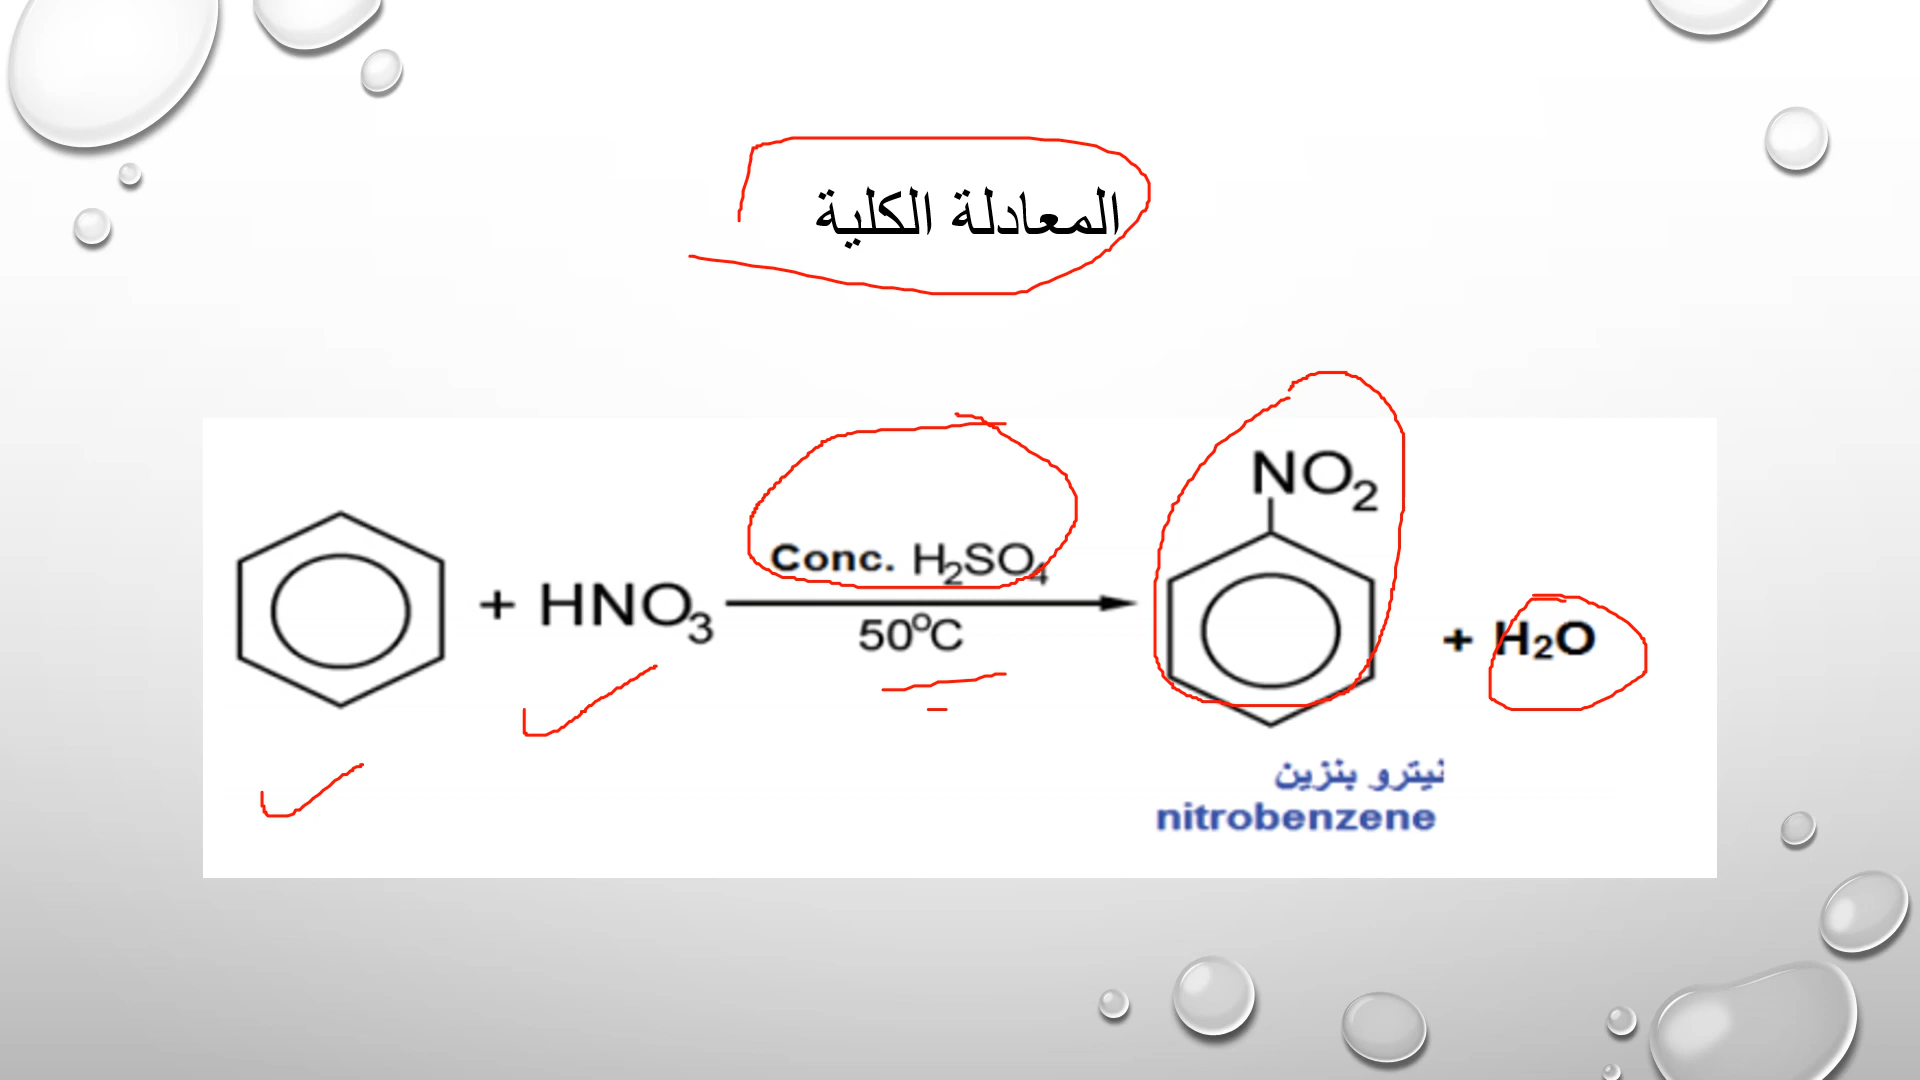 المعادلة الكلية
+ HNO₃ Conc. H₂SO₄ 50°C NO₂ + H₂O
نيترو بنزين
nitrobenzene